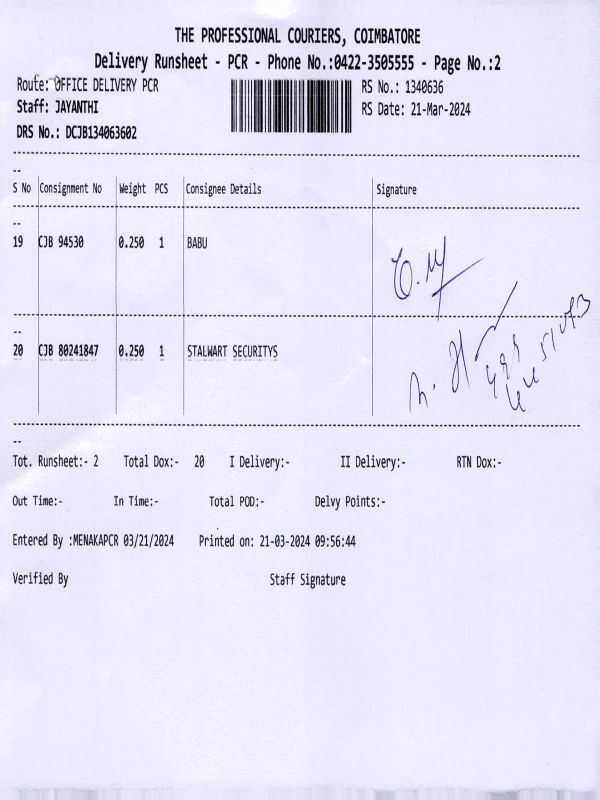 THE PROFESSIONAL COURIERS, COIMBATORE
Delivery Runsheet - PCR - Phone No.:0422-3505555 - Page No.:2
Route: OFFICE DELIVERY PCR RS No.: 1340636
Staff: JAYANTHI RS Date: 21-Mar-2024
DRS No.: DCJB134063602
--
S No Consignment No Weight PCS Consignee Details Signature
--
19 CJB 94530 0.250 1 BABU
--
20 CJB 80241847 0.250 1 STALWART SECURITYS
--
Tot. Runsheet:- 2 Total Dox:- 20 I Delivery:- II Delivery:- RTN Dox:-
Out Time:- In Time:- Total POD:- Delvy Points:-
Entered By :MENAKAPCR 03/21/2024 Printed on: 21-03-2024 09:56:44
Verified By Staff Signature